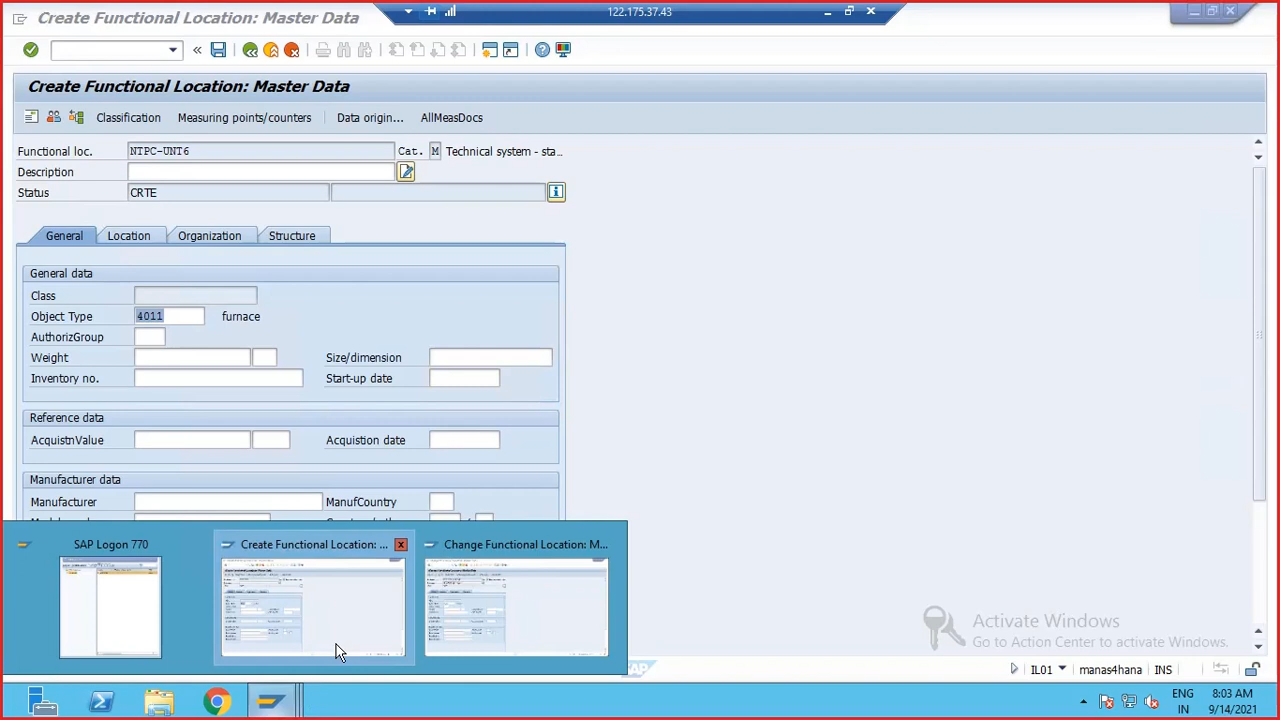 Create Functional Location: Master Data
122.175.37.43
Create Functional Location: Master Data
Classification
Measuring points/counters
Data origin...
AllMeasDocs
Functional loc.
NTPC-UNT6
Cat.
M
Technical system - sta...
Description
Status
CRTE
General
Location
Organization
Structure
General data
Class
Object Type
4011
furnace
AuthorizGroup
Weight
Size/dimension
Inventory no.
Start-up date
Reference data
AcquistnValue
Acquistion date
Manufacturer data
Manufacturer
ManufCountry
SAP Logon 770
Create Functional Location: ...
Change Functional Location: M...
Activate Windows
Go to Action Center to activate Windows.
SAP
IL01
manas4hana
INS
ENG
IN
8:03 AM
9/14/2021